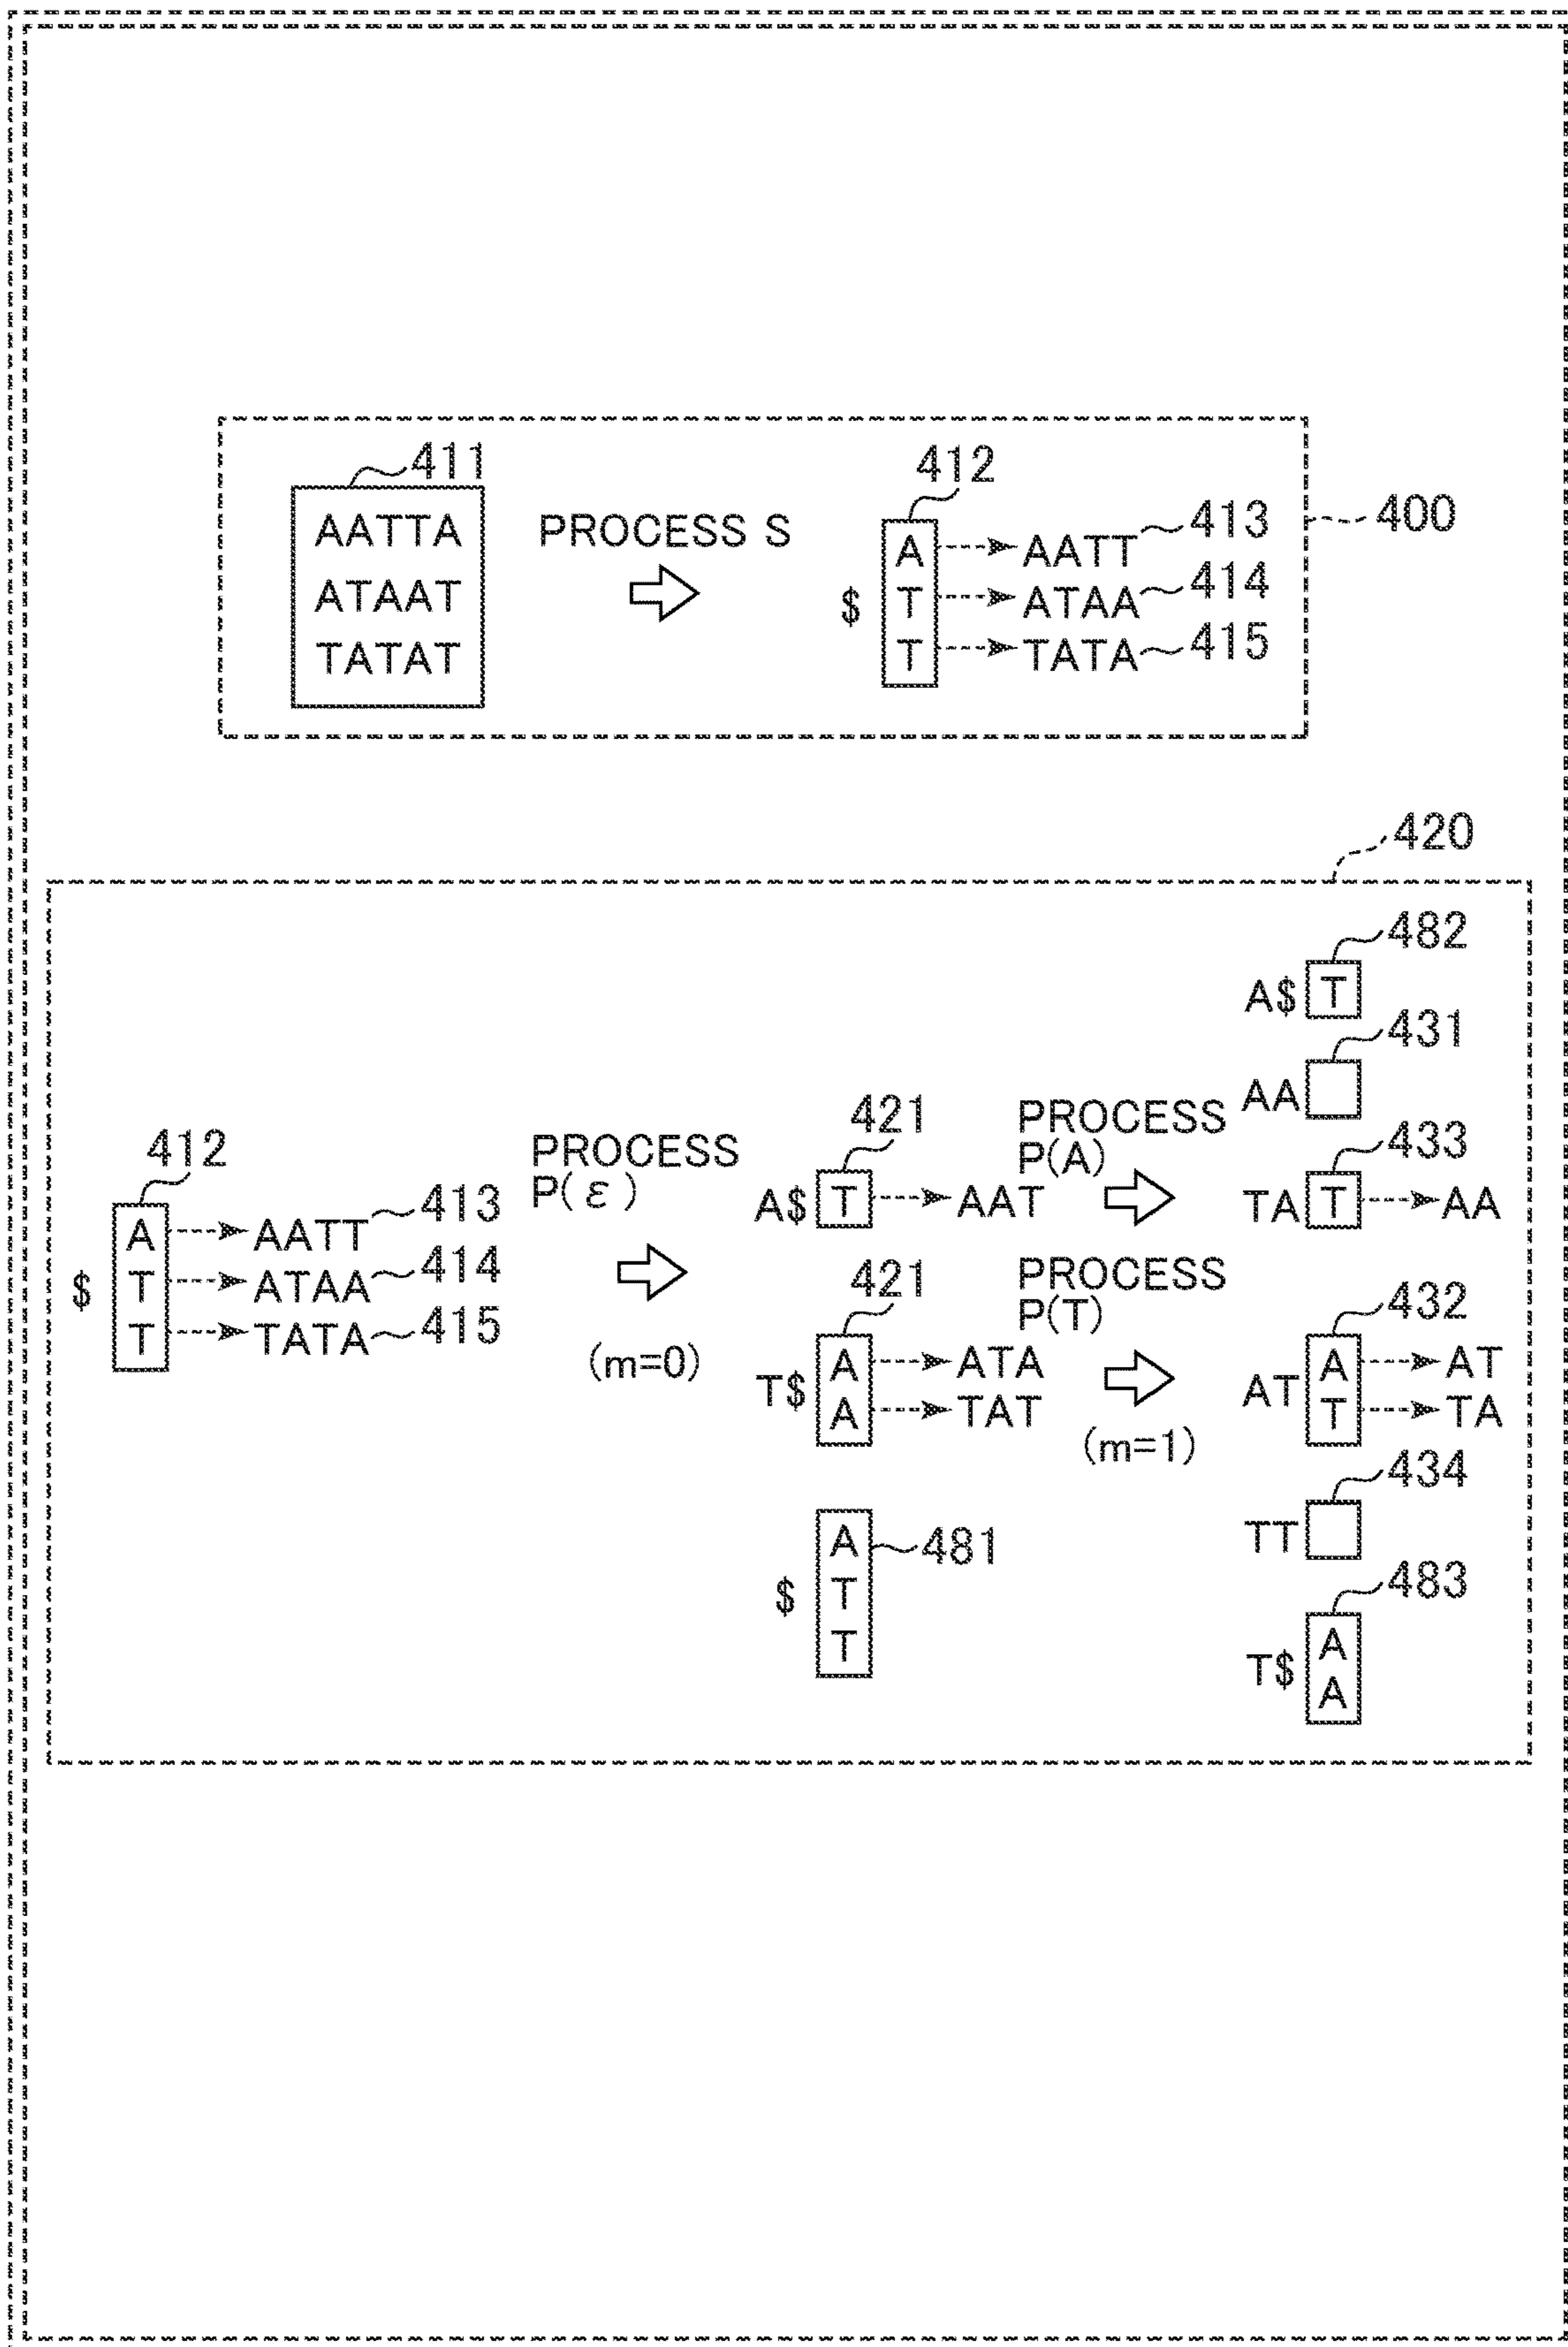 411
AATTA
ATAAT
TATAT
PROCESS S
412
$
A
T
T
AATT
ATAA
TATA
413
414
415
400
420
412
$
A
T
T
AATT
ATAA
TATA
413
414
415
PROCESS
P(ε)
(m=0)
421
A$ T AAT
421
T$
A ATA
A TAT
$
A
T
T
481
PROCESS
P(A)
PROCESS
P(T)
(m=1)
482
A$ T
431
AA
433
TA T AA
432
AT
A AT
T TA
434
TT
483
T$
A
A